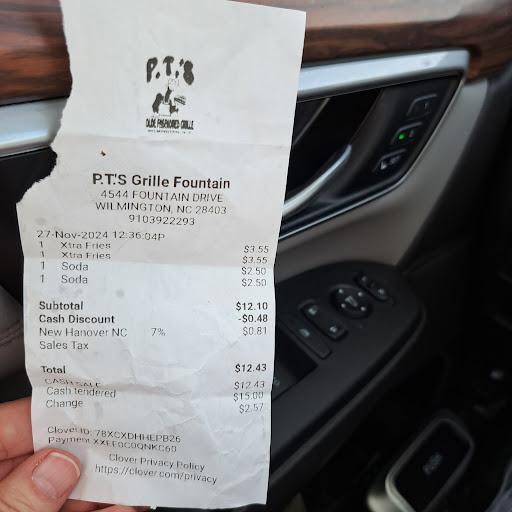 P.T.'S
OLDE FASHIONED GRILLE
P.T.'S Grille Fountain
4544 FOUNTAIN DRIVE
WILMINGTON, NC 28403
9103922293
27-Nov-2024 12:36:04P
1 Xtra Fries $3.55
1 Xtra Fries $3.55
1 Soda $2.50
1 Soda $2.50
Subtotal $12.10
Cash Discount -$0.48
New Hanover NC 7% $0.81
Sales Tax
Total $12.43
CASH SALE $12.43
Cash tendered $15.00
Change $2.57
Clover ID: 78XCXDHHEPB26
Payment XXEF0C0QNKC60
Clover Privacy Policy
https://clover.com/privacy
PUSH